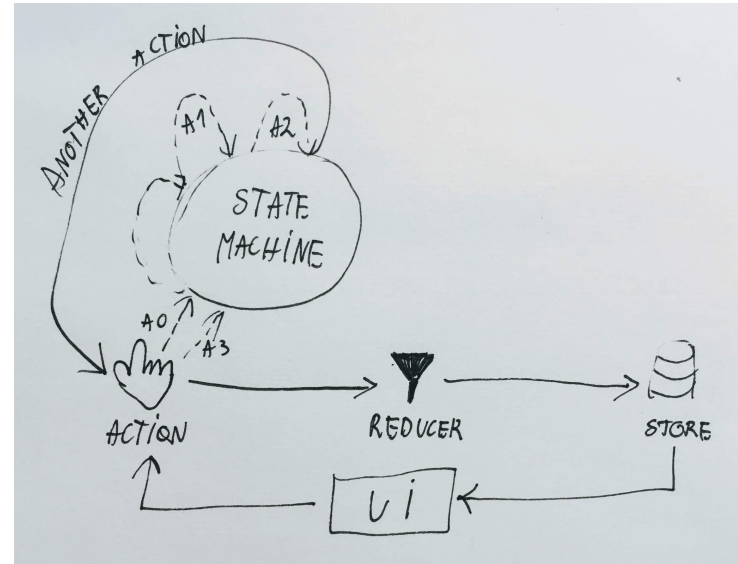 ANOTHER ACTION
A1
A2
STATE
MACHINE
A0
A3
ACTION
REDUCER
STORE
Ui